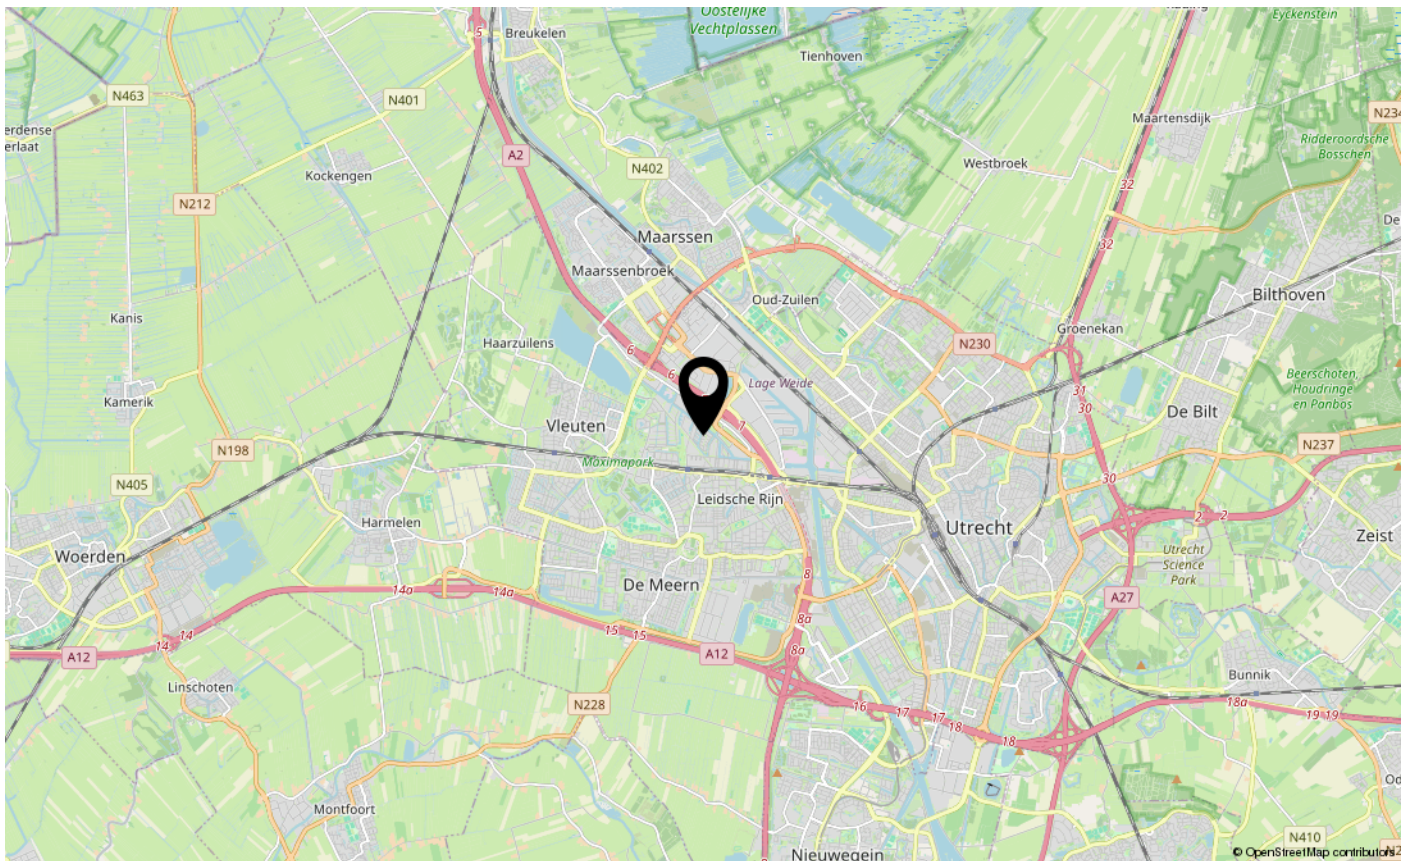 Oostelijke
Vechtplassen
Eyckenstein
5
Breukelen
Tienhoven
N463
N401
N234
Maartensdijk
erdense
erlaat
Ridderoordsche
Bosschen
A2
Westbroek
N402
Kockengen
32
N212
De
Maarssen
32
Maarssenbroek
Bilthoven
Oud-Zuilen
Kanis
Groenekan
Haarzuilens
N230
6
6
Lage Weide
Beerschoten,
Houdringe
en Panbos
31
Kamerik
30
De Bilt
Vleuten
7
N237
N198
Maximapark
30
N405
Leidsche Rijn
2
2
Harmelen
Utrecht
Zeist
Woerden
Utrecht
Science
Park
8
De Meern
14a
14a
A27
8a
15
15
14
14
8a
A12
A12
Bunnik
Linschoten
16
17
17
18
18a
19
19
N228
18
Od
Montfoort
N410
Nieuwegein
© OpenStreetMap contributors